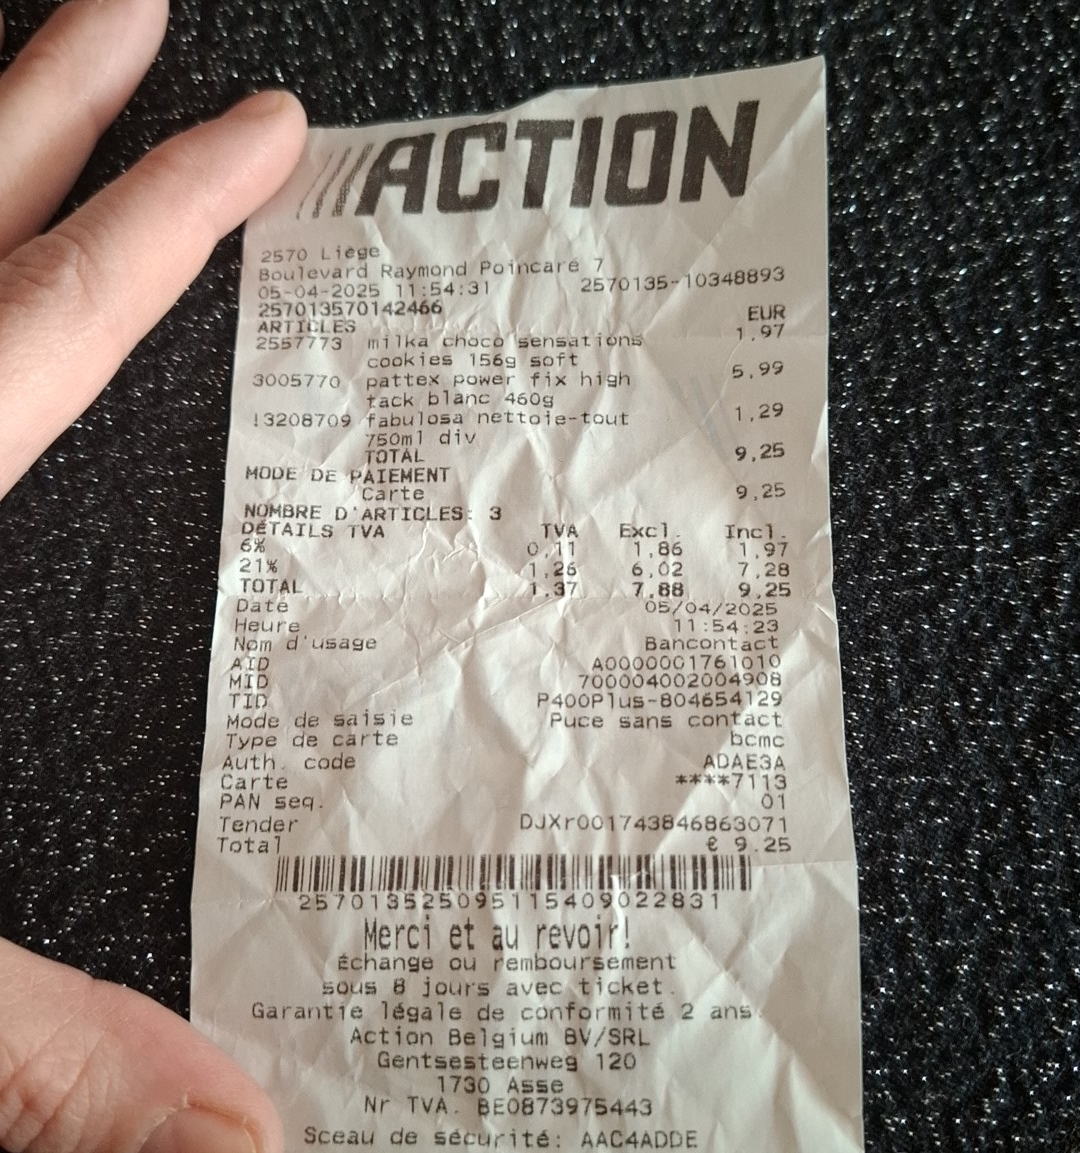 ACTION
2570 Liège
Boulevard Raymond Poincaré 7
05-04-2025 11:54:31 2570135-10348893
257013570142466
ARTICLES EUR
2557773 milka choco sensations 1,97
cookies 156g soft
3005770 pattex power fix high 5,99
tack blanc 460g
!3208709 fabulosa nettoie-tout 1,29
750ml div
TOTAL 9,25
MODE DE PAIEMENT
Carte 9,25
NOMBRE D'ARTICLES: 3
DÉTAILS TVA TVA Excl. Incl.
6% 0,11 1,86 1,97
21% 1,26 6,02 7,28
TOTAL 1,37 7,88 9,25
Date 05/04/2025
Heure 11:54:23
Nom d'usage Bancontact
AID A0000001761010
MID 700004002004908
TID P400Plus-804654129
Mode de saisie Puce sans contact
Type de carte bcmc
Auth. code ADAE3A
Carte ****7113
PAN seq. 01
Tender DJXr001743846863071
Total € 9.25
257013525095115409022831
Merci et au revoir!
Échange ou remboursement
sous 8 jours avec ticket.
Garantie légale de conformité 2 ans
Action Belgium BV/SRL
Gentsesteenweg 120
1730 Asse
Nr TVA. BE0873975443
Sceau de sécurité: AAC4ADDE